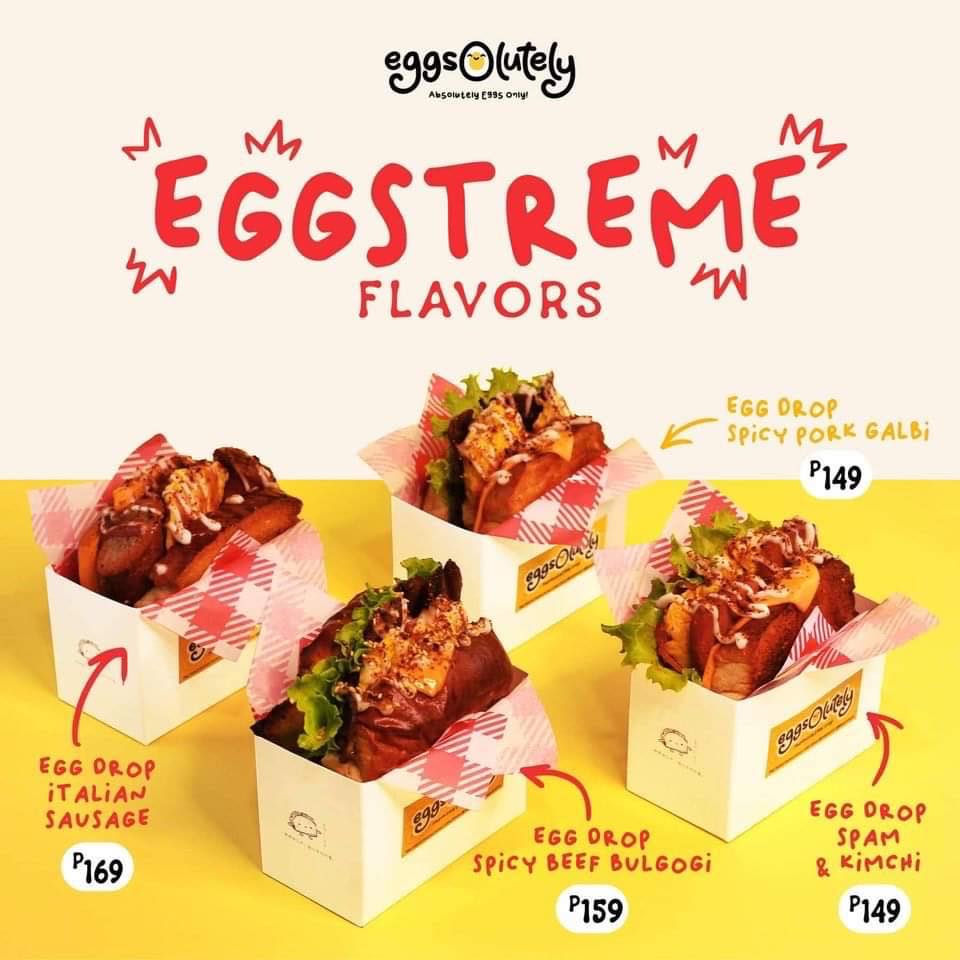 eggsOlutely
Absolutely Eggs Only!
EGGSTREME
FLAVORS
EGG DROP
SPICY PORK GALBI
P149
eggsOlutely
eggsOlutely
EGG DROP
ITALIAN
SAUSAGE
P169
EGG DROP
SPICY BEEF BULGOGI
P159
EGG DROP
SPAM
& KIMCHI
P149